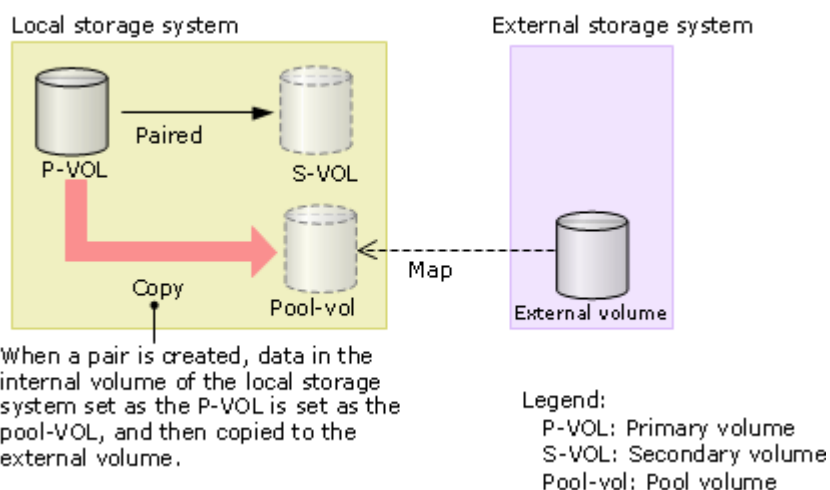 Local storage system
External storage system
Paired
P-VOL
S-VOL
Map
Copy
Pool-vol
External volume
When a pair is created, data in the
internal volume of the local storage
system set as the P-VOL is set as the
pool-VOL, and then copied to the
external volume.
Legend:
P-VOL: Primary volume
S-VOL: Secondary volume
Pool-vol: Pool volume